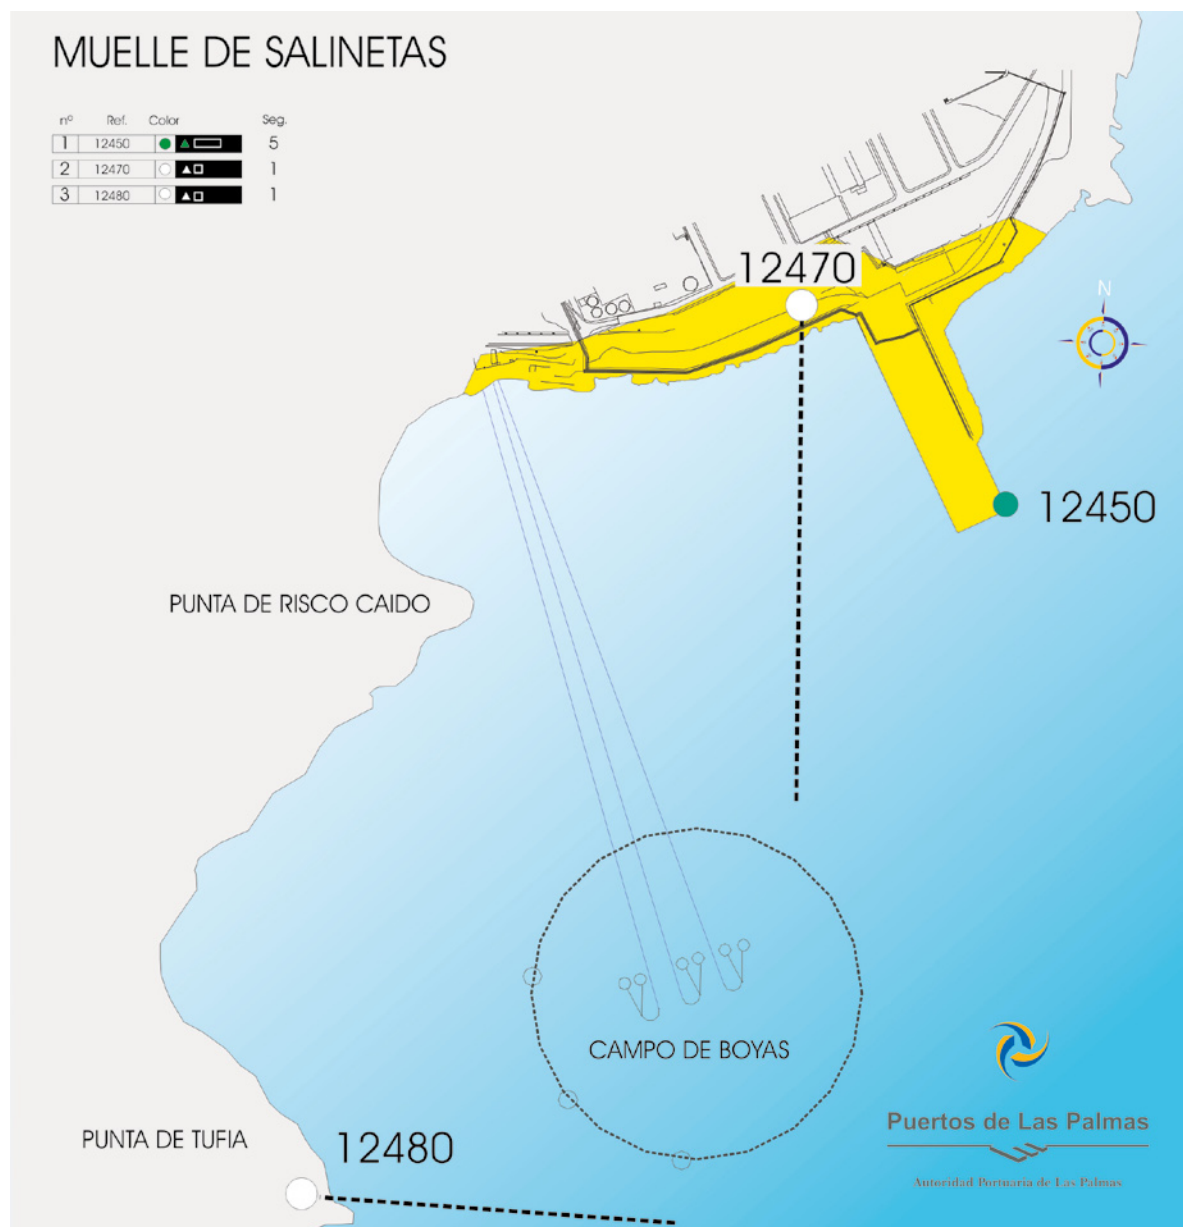 MUELLE DE SALINETAS
nº Ref. Color Seg.
1 12450 5
2 12470 1
3 12480 1
12470
N
12450
PUNTA DE RISCO CAIDO
CAMPO DE BOYAS
PUNTA DE TUFIA
12480
Puertos de Las Palmas
Autoridad Portuaria de Las Palmas